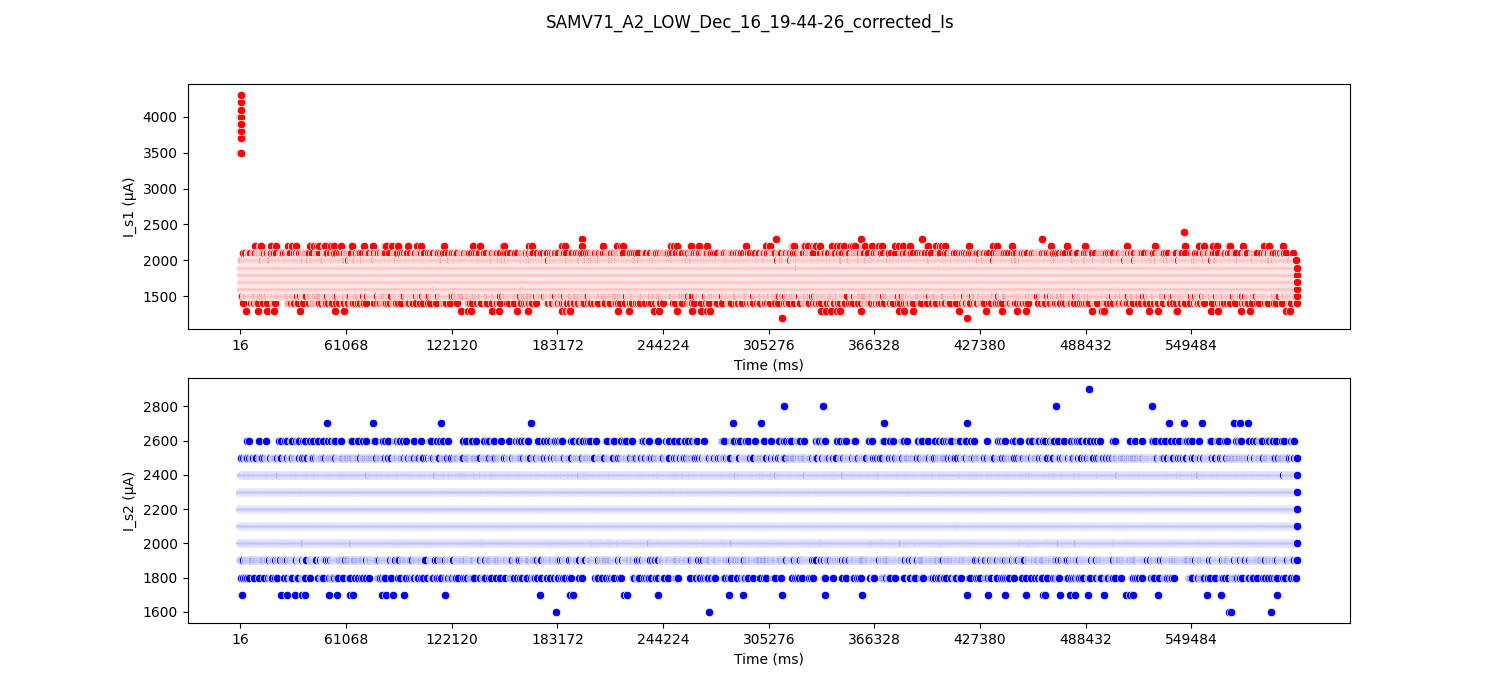 SAMV71_A2_LOW_Dec_16_19-44-26_corrected_Is
4000
3500
3000
2500
2000
1500
I_s1 (µA)
16 61068 122120 183172 244224 305276 366328 427380 488432 549484
Time (ms)
2800
2600
2400
2200
2000
1800
1600
I_s2 (µA)
16 61068 122120 183172 244224 305276 366328 427380 488432 549484
Time (ms)